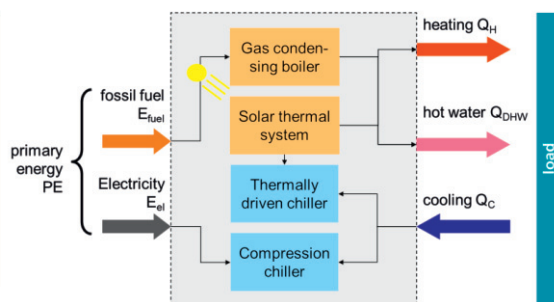 heating Q_H
Gas conden-
sing boiler
fossil fuel
E_fuel
Solar thermal
system
hot water Q_DHW
primary
energy
PE
Electricity
E_el
Thermally
driven chiller
cooling Q_C
Compression
chiller
load